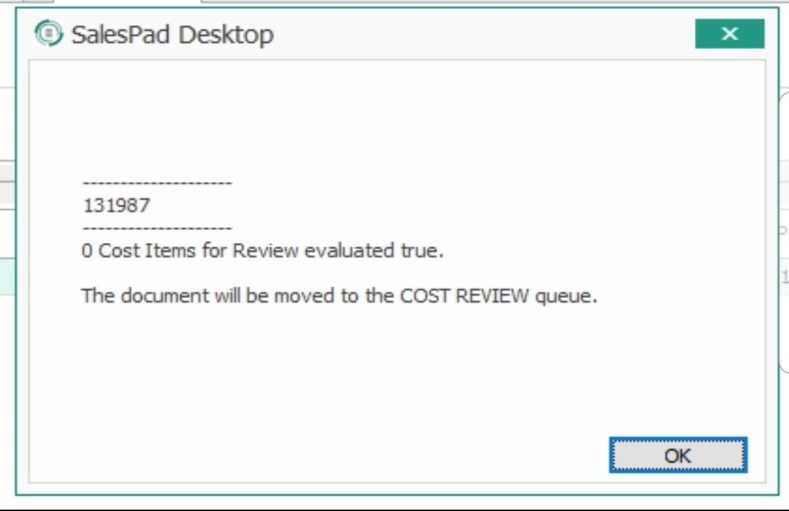 SalesPad Desktop
--------------------
131987
--------------------
0 Cost Items for Review evaluated true.
The document will be moved to the COST REVIEW queue.
OK